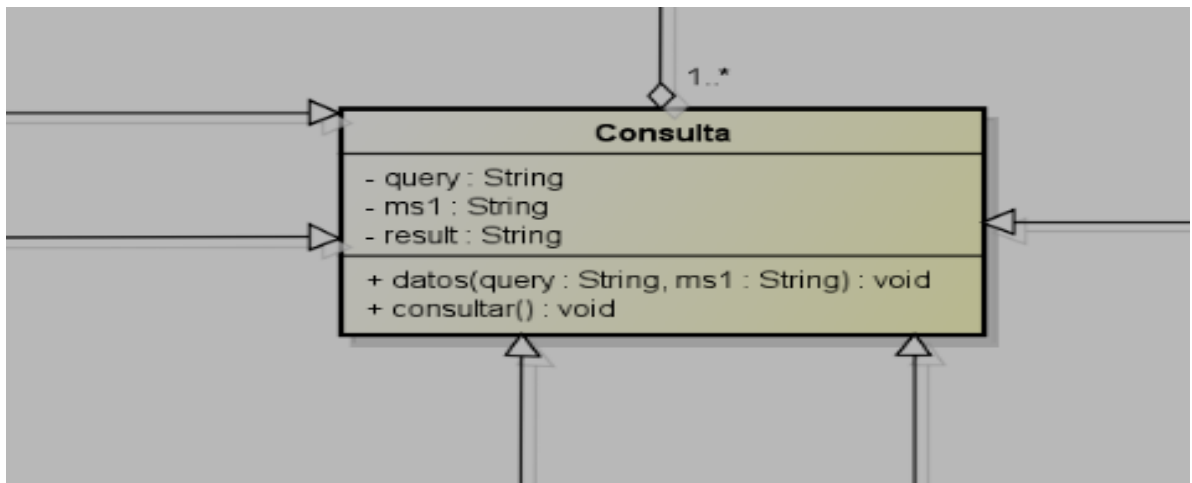 1..*
Consulta
- query : String
- ms1 : String
- result : String
+ datos(query : String, ms1 : String) : void
+ consultar() : void